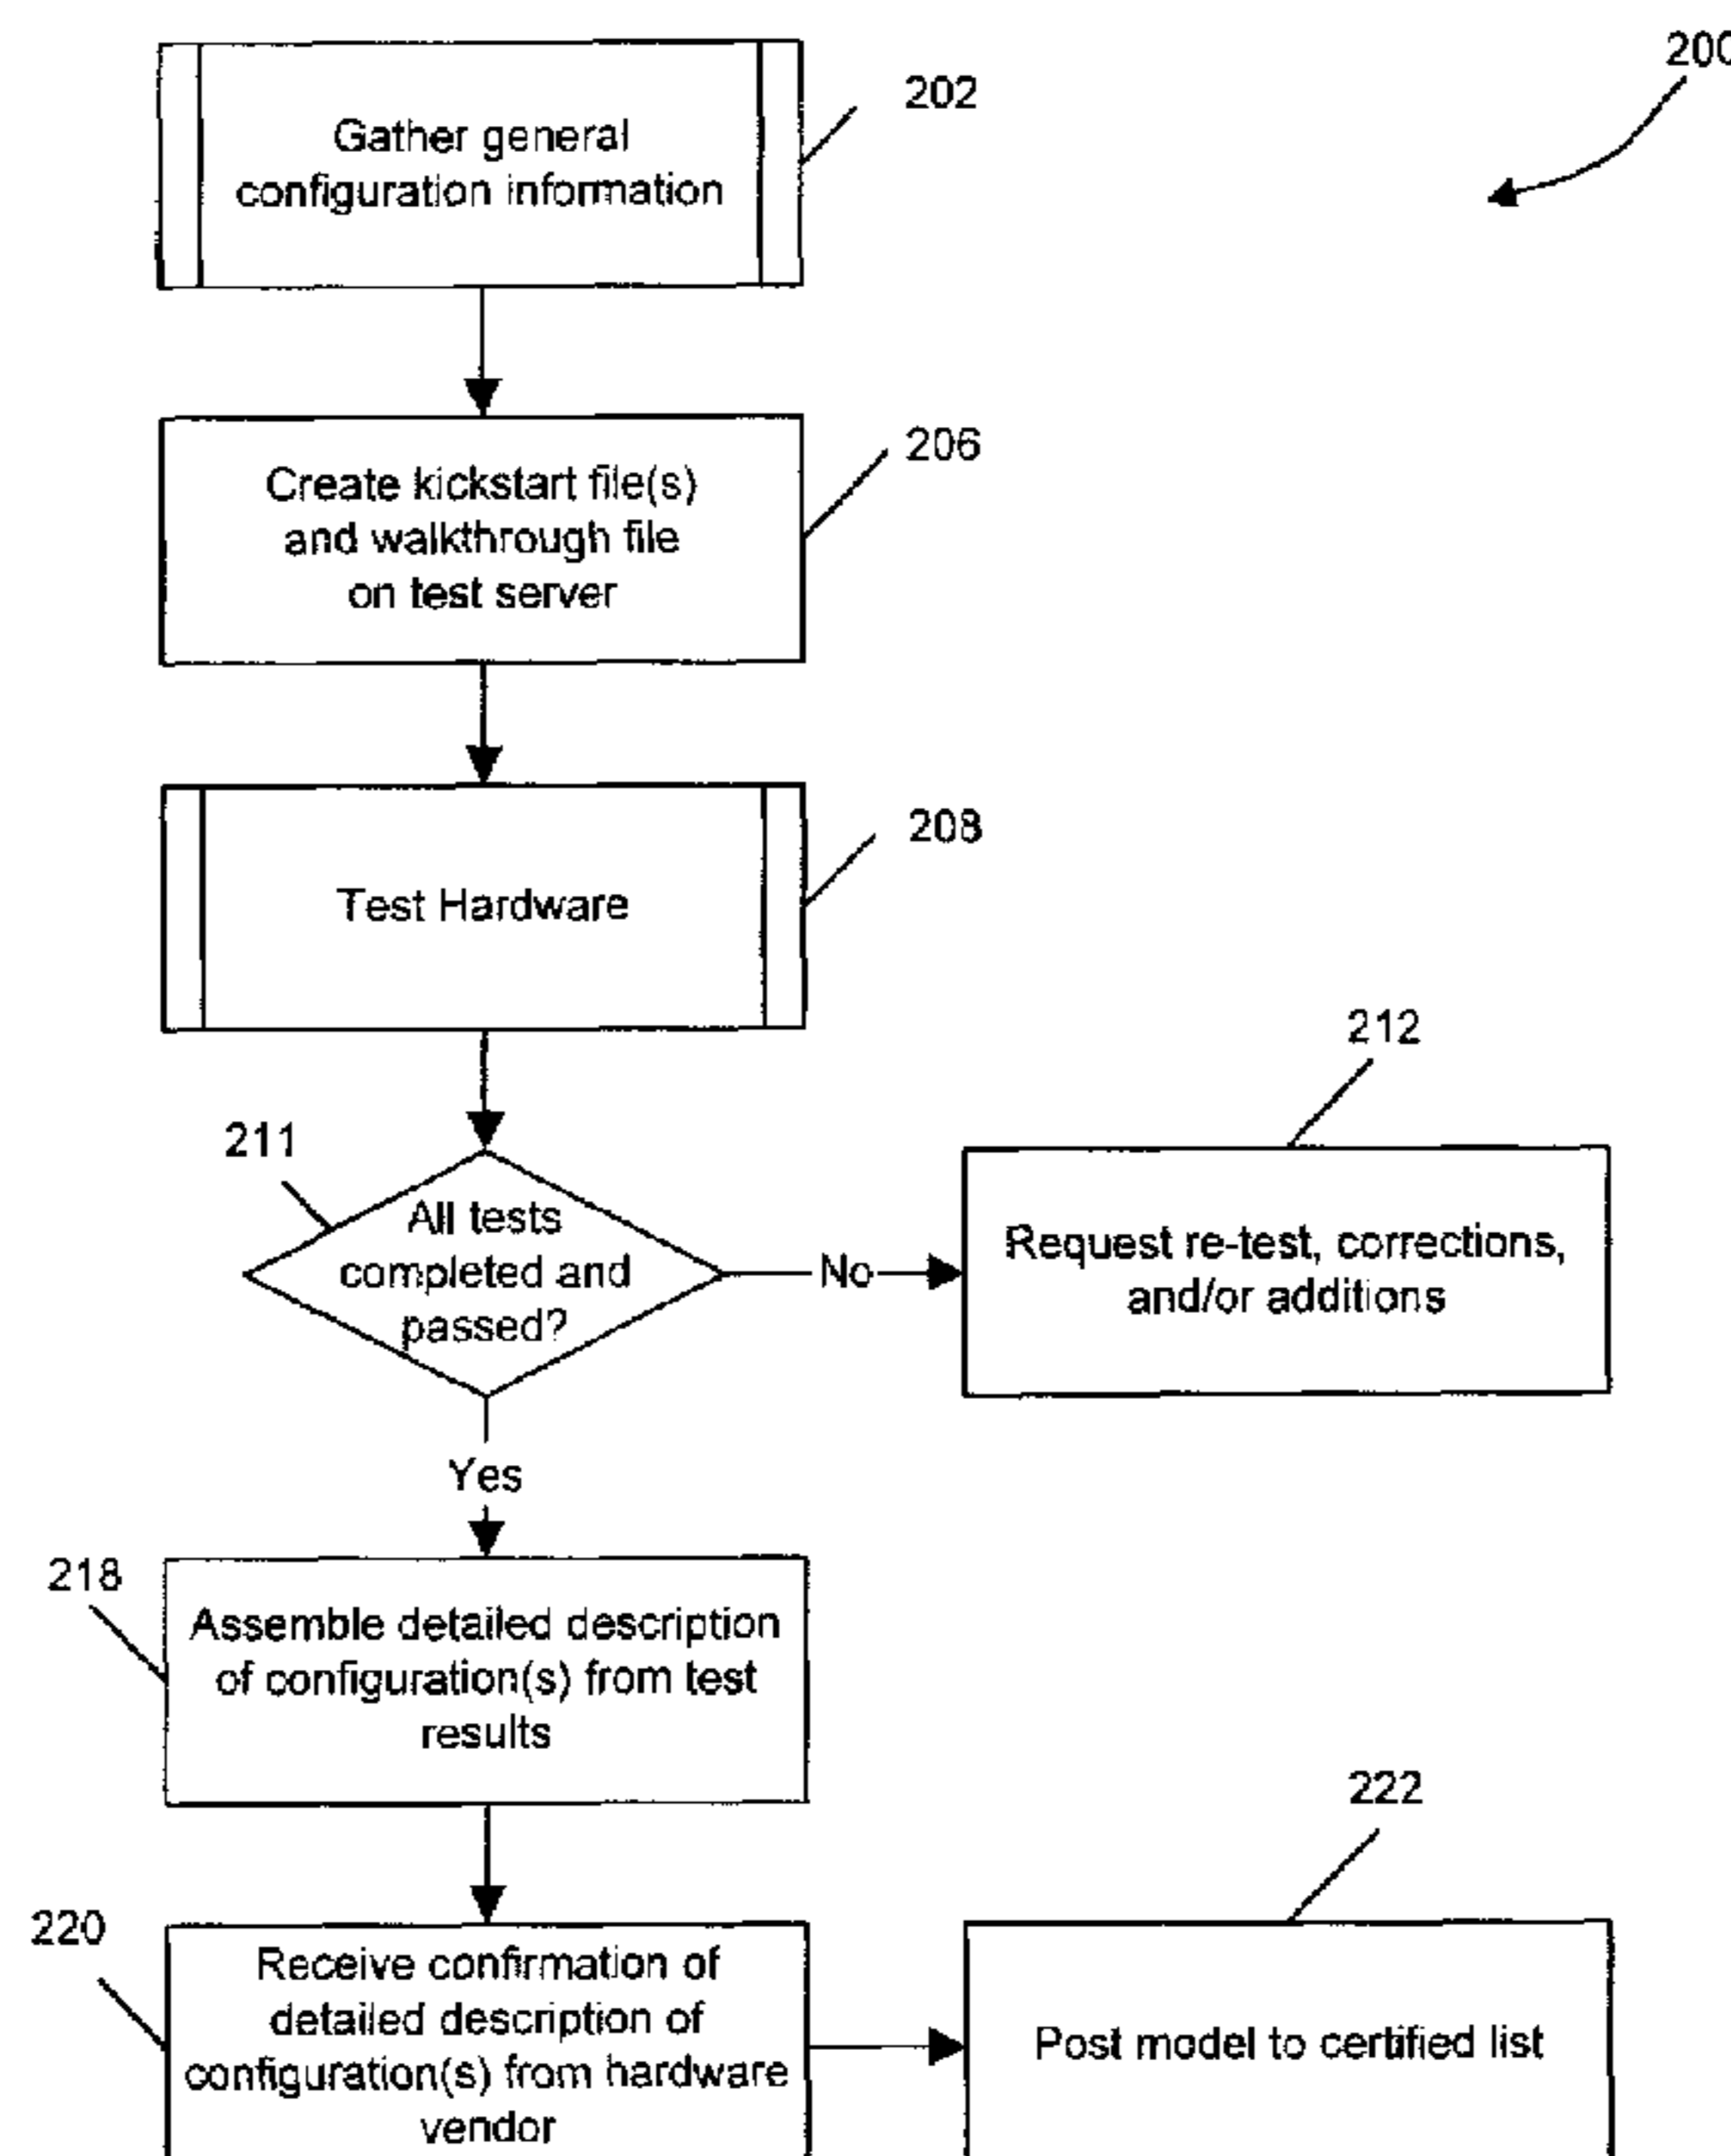 200
Gather general
configuration information
202
Create kickstart file(s)
and walkthrough file
on test server
206
Test Hardware
208
211
All tests
completed and
passed?
No
212
Request re-test, corrections,
and/or additions
Yes
218
Assemble detailed description
of configuration(s) from test
results
220
Receive confirmation of
detailed description of
configuration(s) from hardware
vendor
222
Post model to certified list